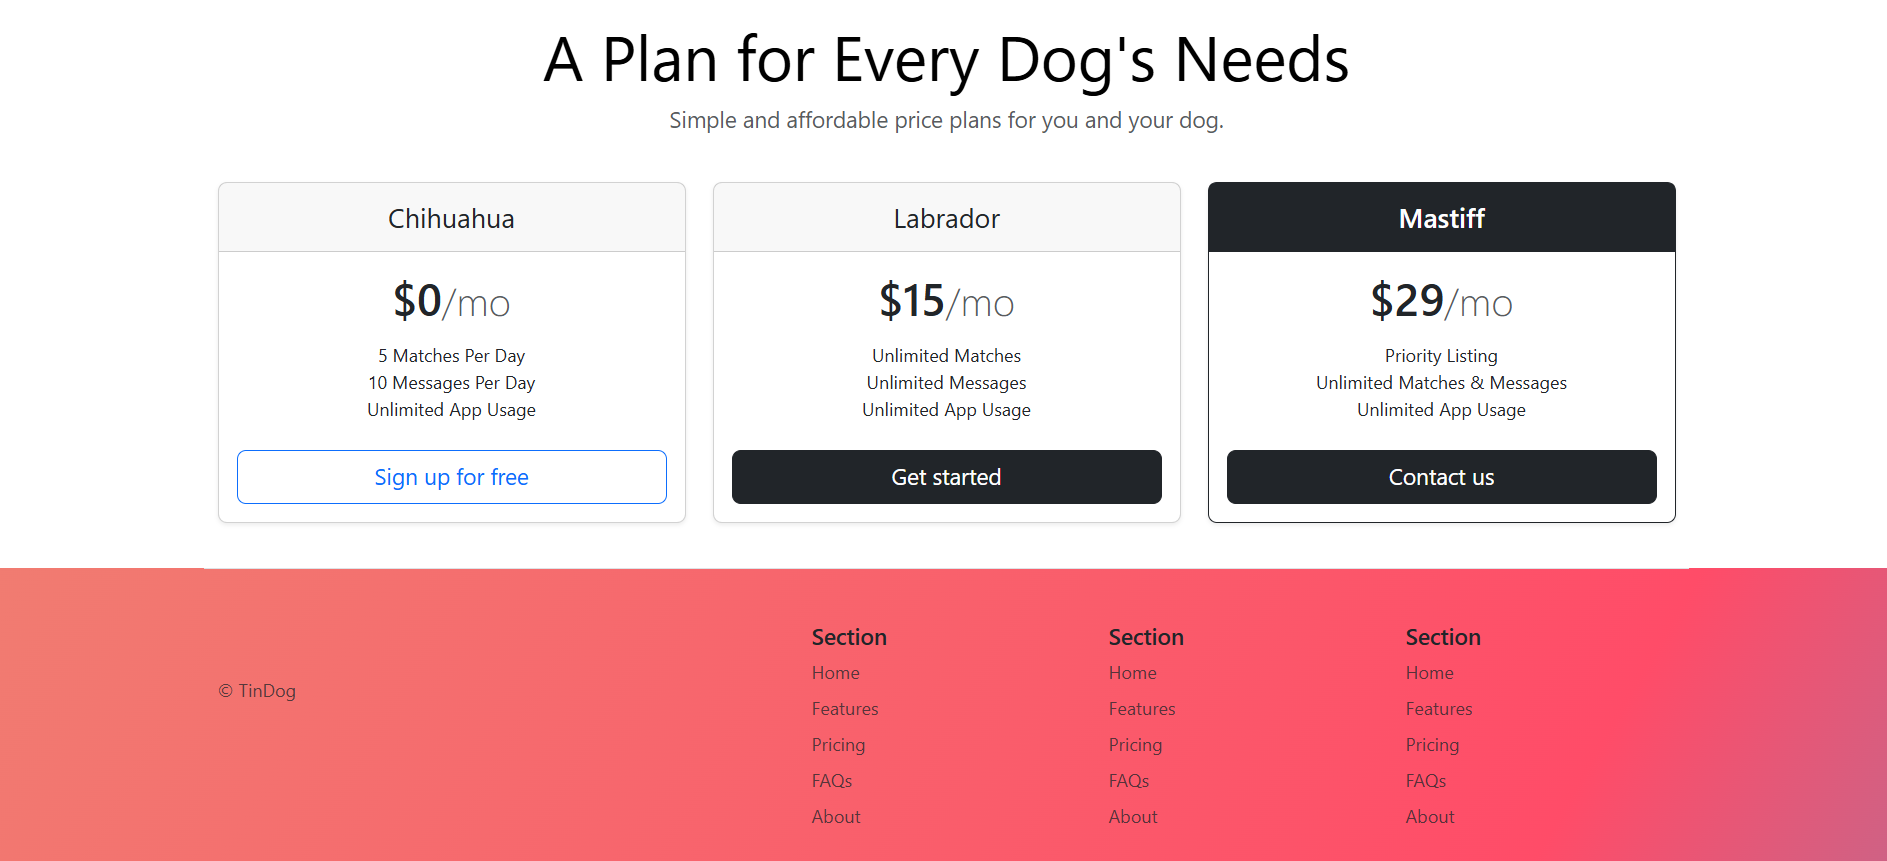 A Plan for Every Dog's Needs
Simple and affordable price plans for you and your dog.
Chihuahua
$0/mo
5 Matches Per Day
10 Messages Per Day
Unlimited App Usage
Sign up for free
Labrador
$15/mo
Unlimited Matches
Unlimited Messages
Unlimited App Usage
Get started
Mastiff
$29/mo
Priority Listing
Unlimited Matches & Messages
Unlimited App Usage
Contact us
© TinDog
Section
Home
Features
Pricing
FAQs
About
Section
Home
Features
Pricing
FAQs
About
Section
Home
Features
Pricing
FAQs
About